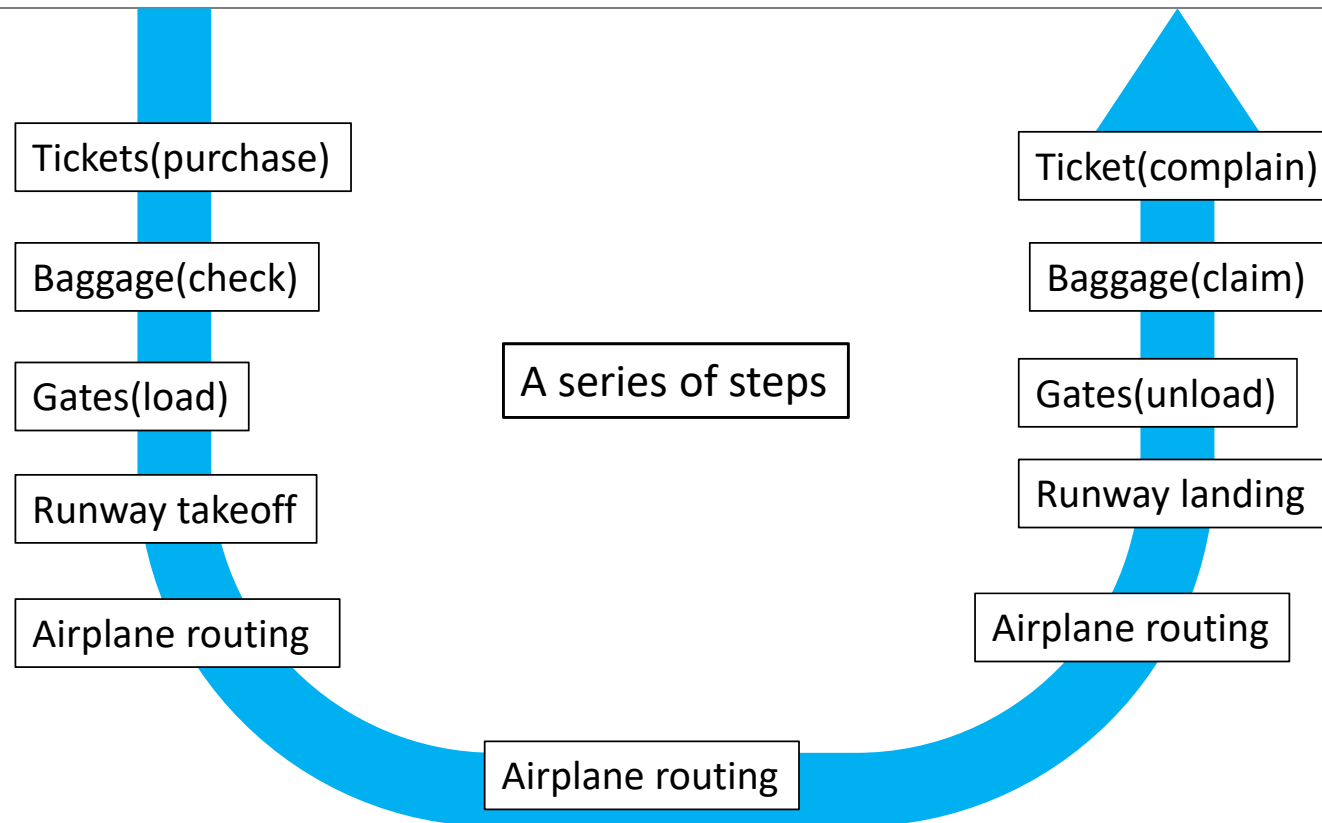 Tickets(purchase)
Baggage(check)
Gates(load)
Runway takeoff
Airplane routing
A series of steps
Airplane routing
Ticket(complain)
Baggage(claim)
Gates(unload)
Runway landing
Airplane routing